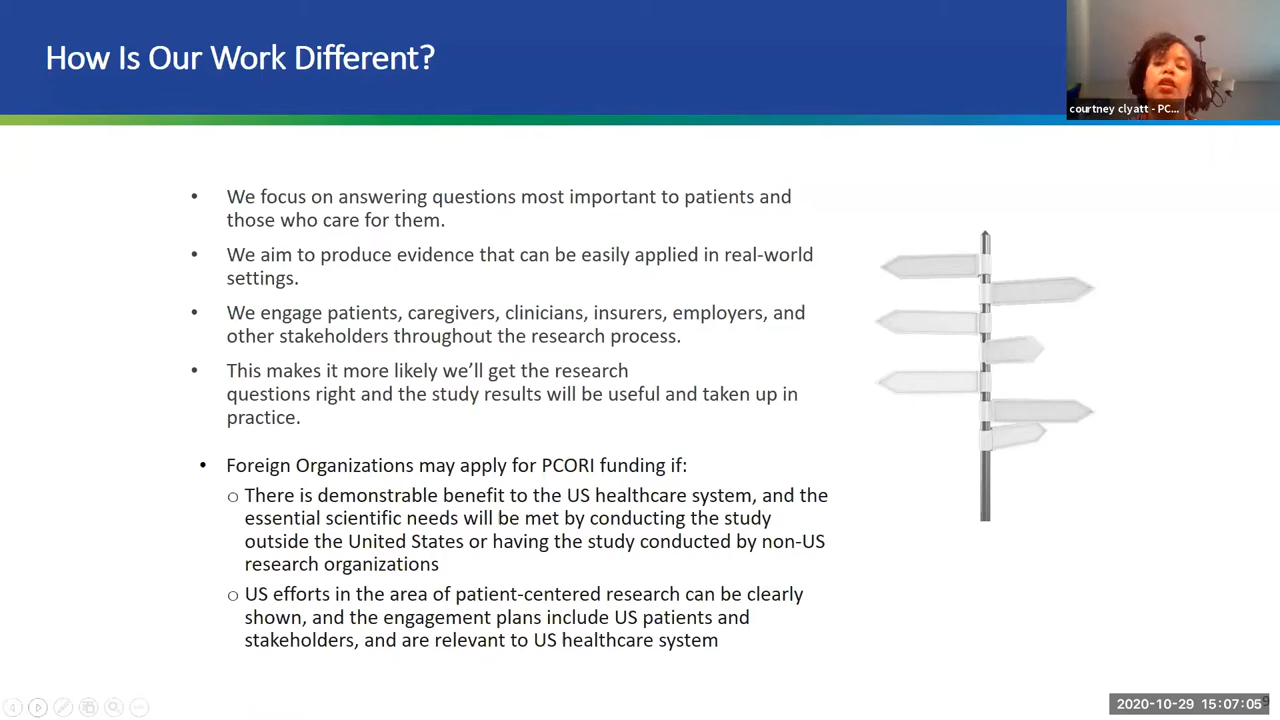 How Is Our Work Different?
courtney clyatt - PC...
• We focus on answering questions most important to patients and
those who care for them.
• We aim to produce evidence that can be easily applied in real-world
settings.
• We engage patients, caregivers, clinicians, insurers, employers, and
other stakeholders throughout the research process.
• This makes it more likely we’ll get the research
questions right and the study results will be useful and taken up in
practice.
• Foreign Organizations may apply for PCORI funding if:
○ There is demonstrable benefit to the US healthcare system, and the
essential scientific needs will be met by conducting the study
outside the United States or having the study conducted by non-US
research organizations
○ US efforts in the area of patient-centered research can be clearly
shown, and the engagement plans include US patients and
stakeholders, and are relevant to US healthcare system
2020-10-29 15:07:05
9